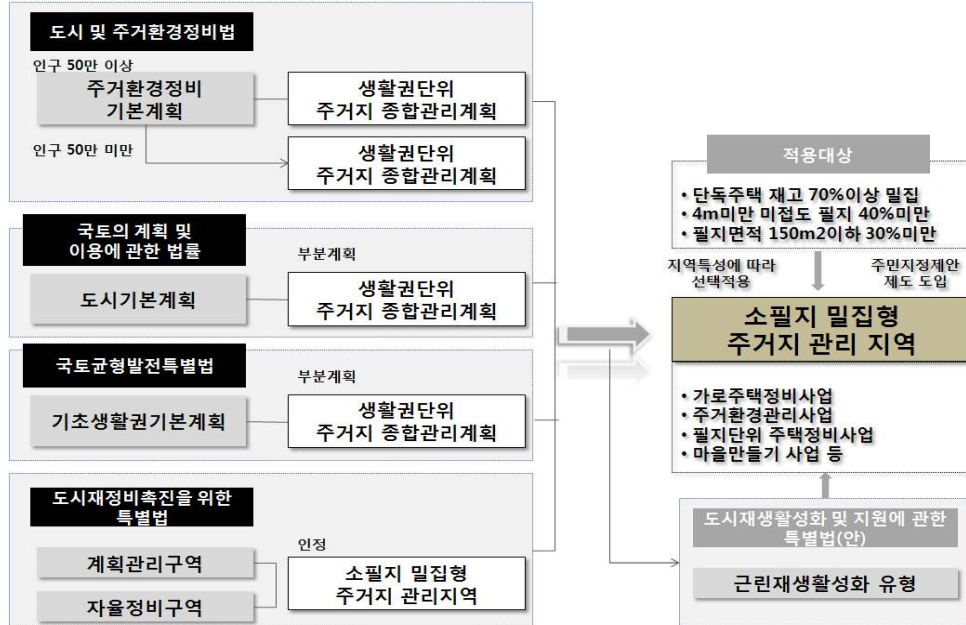 도시 및 주거환경정비법
인구 50만 이상
주거환경정비
기본계획
생활권단위
주거지 종합관리계획
인구 50만 미만
생활권단위
주거지 종합관리계획
국토의 계획 및
이용에 관한 법률
부분계획
도시기본계획
생활권단위
주거지 종합관리계획
국토균형발전특별법
부분계획
기초생활권기본계획
생활권단위
주거지 종합관리계획
도시재정비촉진을 위한
특별법
인정
계획관리구역
자율정비구역
소필지 밀집형
주거지 관리지역
적용대상
• 단독주택 재고 70%이상 밀집
• 4m미만 미접도 필지 40%미만
• 필지면적 150m2이하 30%미만
지역특성에 따라
선택적용
주민지정제안
제도 도입
소필지 밀집형
주거지 관리 지역
• 가로주택정비사업
• 주거환경관리사업
• 필지단위 주택정비사업
• 마을만들기 사업 등
도시재생활성화 및 지원에 관한
특별법(안)
근린재생활성화 유형